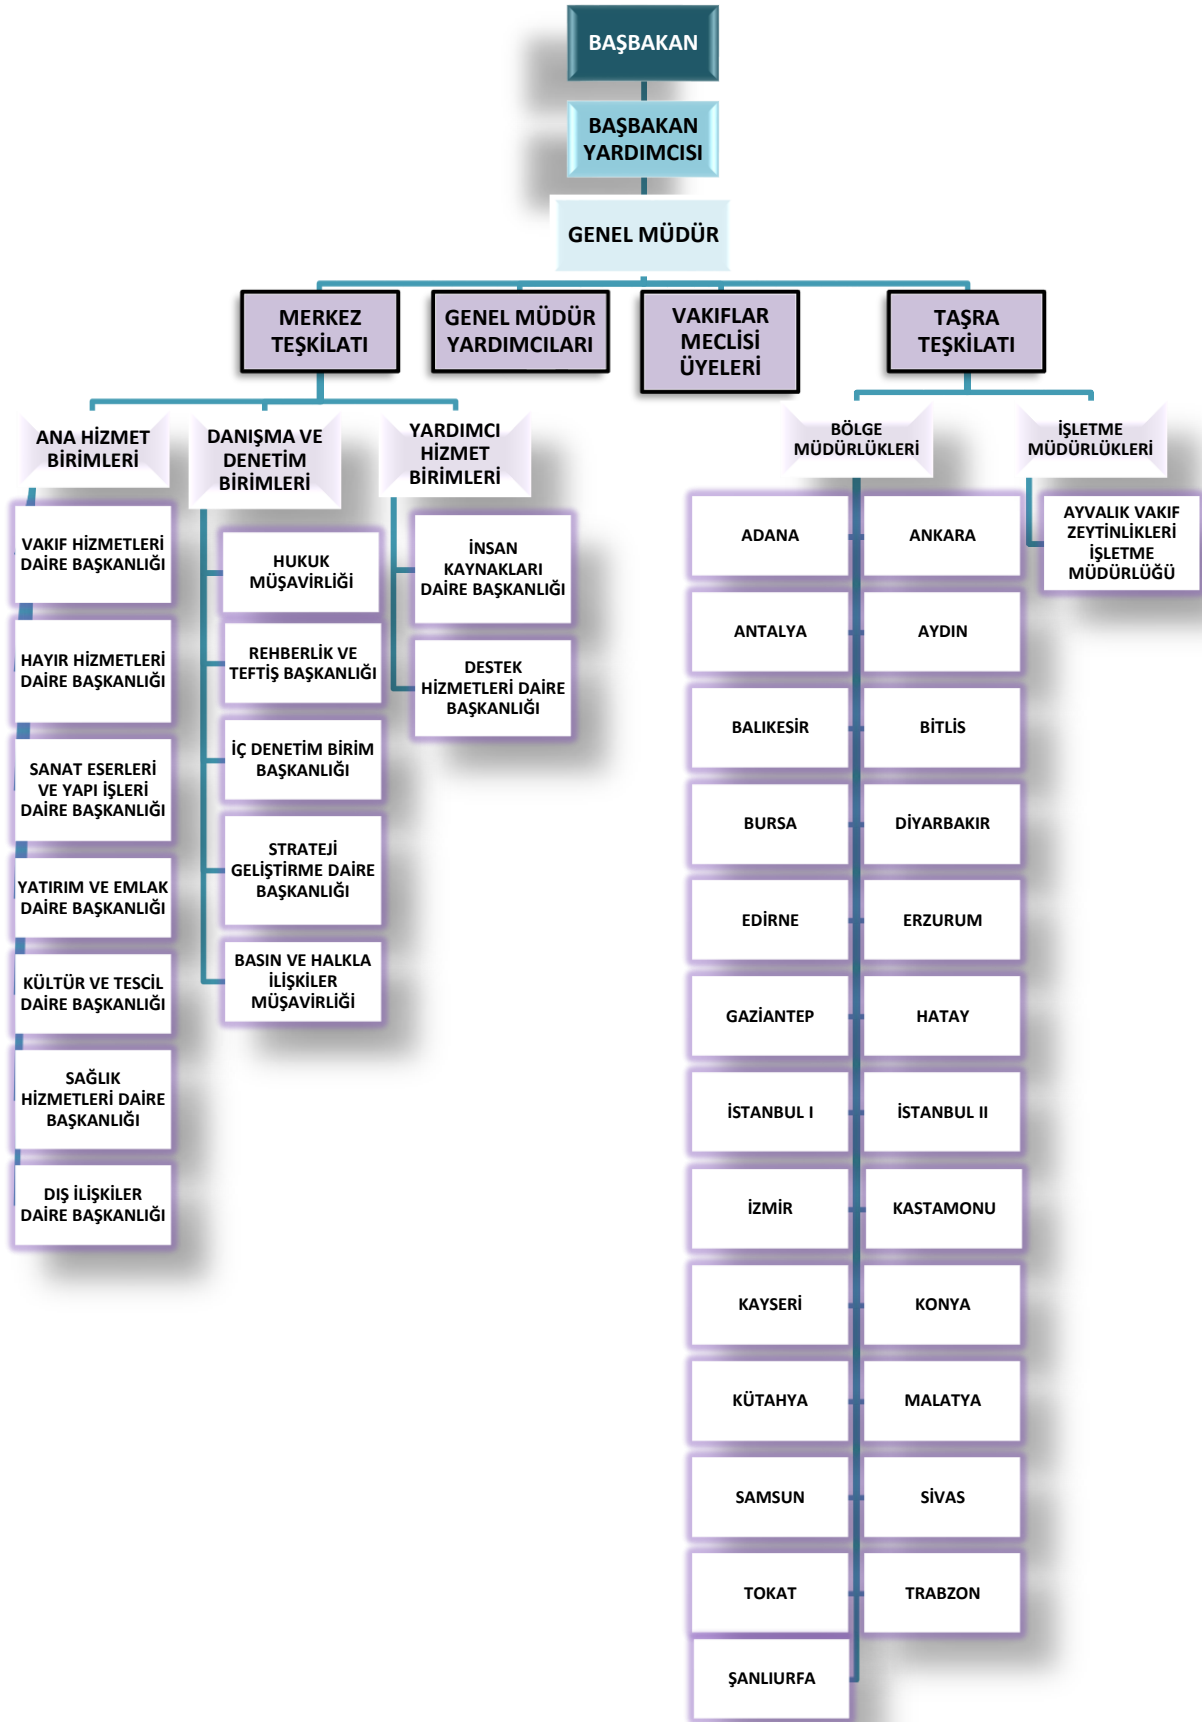 BAŞBAKAN
BAŞBAKAN
YARDIMCISI
GENEL MÜDÜR
MERKEZ
TEŞKİLATI
GENEL MÜDÜR
YARDIMCILARI
VAKIFLAR
MECLİSİ
ÜYELERİ
TAŞRA
TEŞKİLATI
ANA HİZMET
BİRİMLERİ
VAKIF HİZMETLERİ
DAİRE BAŞKANLIĞI
HAYIR HİZMETLERİ
DAİRE BAŞKANLIĞI
SANAT ESERLERİ
VE YAPI İŞLERİ
DAİRE BAŞKANLIĞI
YATIRIM VE EMLAK
DAİRE BAŞKANLIĞI
KÜLTÜR VE TESCİL
DAİRE BAŞKANLIĞI
SAĞLIK
HİZMETLERİ DAİRE
BAŞKANLIĞI
DIŞ İLİŞKİLER
DAİRE BAŞKANLIĞI
DANIŞMA VE
DENETİM
BİRİMLERİ
HUKUK
MÜŞAVİRLİĞİ
REHBERLİK VE
TEFTİŞ BAŞKANLIĞI
İÇ DENETİM BİRİM
BAŞKANLIĞI
STRATEJİ
GELİŞTİRME DAİRE
BAŞKANLIĞI
BASIN VE HALKLA
İLİŞKİLER
MÜŞAVİRLİĞİ
YARDIMCI
HİZMET
BİRİMLERİ
İNSAN
KAYNAKLARI
DAİRE BAŞKANLIĞI
DESTEK
HİZMETLERİ DAİRE
BAŞKANLIĞI
BÖLGE
MÜDÜRLÜKLERİ
ADANA
ANKARA
ANTALYA
AYDIN
BALIKESİR
BİTLİS
BURSA
DİYARBAKIR
EDİRNE
ERZURUM
GAZİANTEP
HATAY
İSTANBUL I
İSTANBUL II
İZMİR
KASTAMONU
KAYSERİ
KONYA
KÜTAHYA
MALATYA
SAMSUN
SİVAS
TOKAT
TRABZON
ŞANLIURFA
İŞLETME
MÜDÜRLÜKLERİ
AYVALIK VAKIF
ZEYTİNLİKLERİ
İŞLETME
MÜDÜRLÜĞÜ